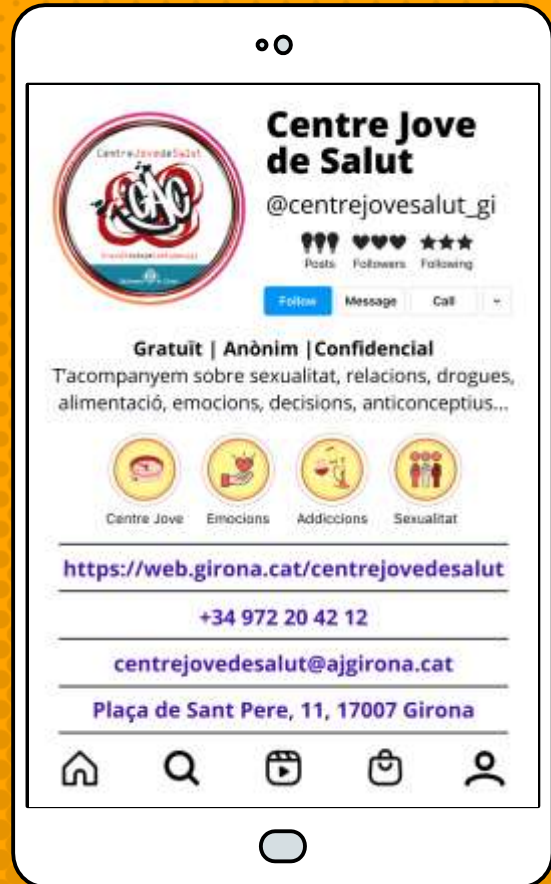 CentreJovedeSalut
Centre Jove
de Salut
@centrejovesalut_gi
Posts Followers Following
Follow Message Call
Gratuït | Anònim |Confidencial
T'acompanyem sobre sexualitat, relacions, drogues,
alimentació, emocions, decisions, anticonceptius...
Centre Jove Emocions Addiccions Sexualitat
https://web.girona.cat/centrejovedesalut
+34 972 20 42 12
centrejovedesalut@ajgirona.cat
Plaça de Sant Pere, 11, 17007 Girona